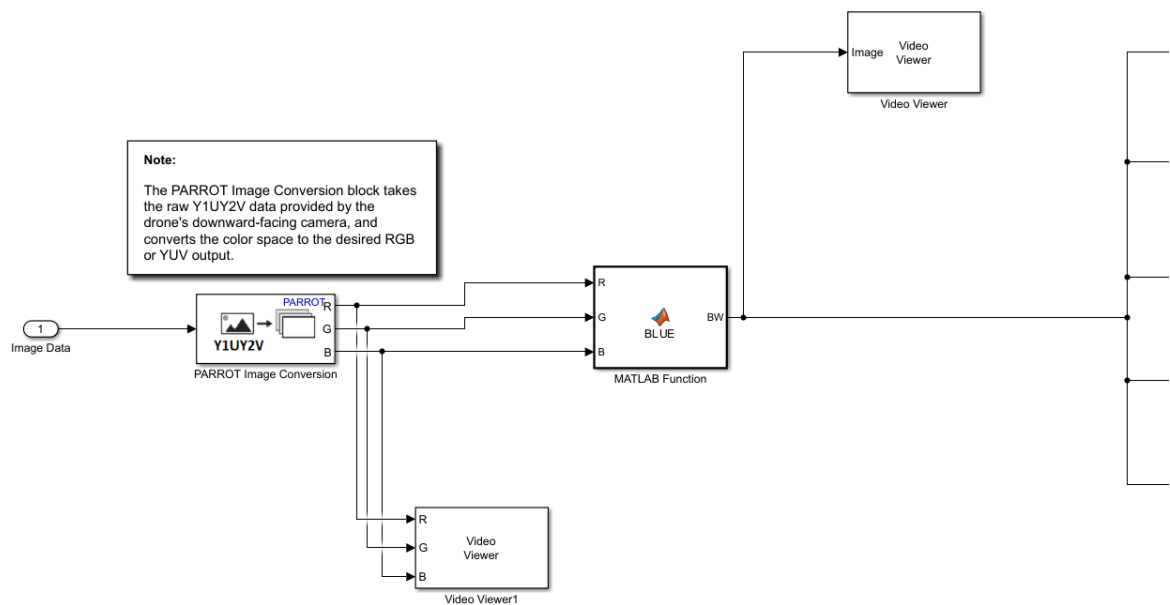 Image
Video
Viewer
Video Viewer
Note:
The PARROT Image Conversion block takes
the raw Y1UY2V data provided by the
drone's downward-facing camera, and
converts the color space to the desired RGB
or YUV output.
1
Image Data
PARROT
R
G
B
Y1UY2V
PARROT Image Conversion
R
G
B
BLUE
BW
MATLAB Function
R
G
B
Video
Viewer
Video Viewer1